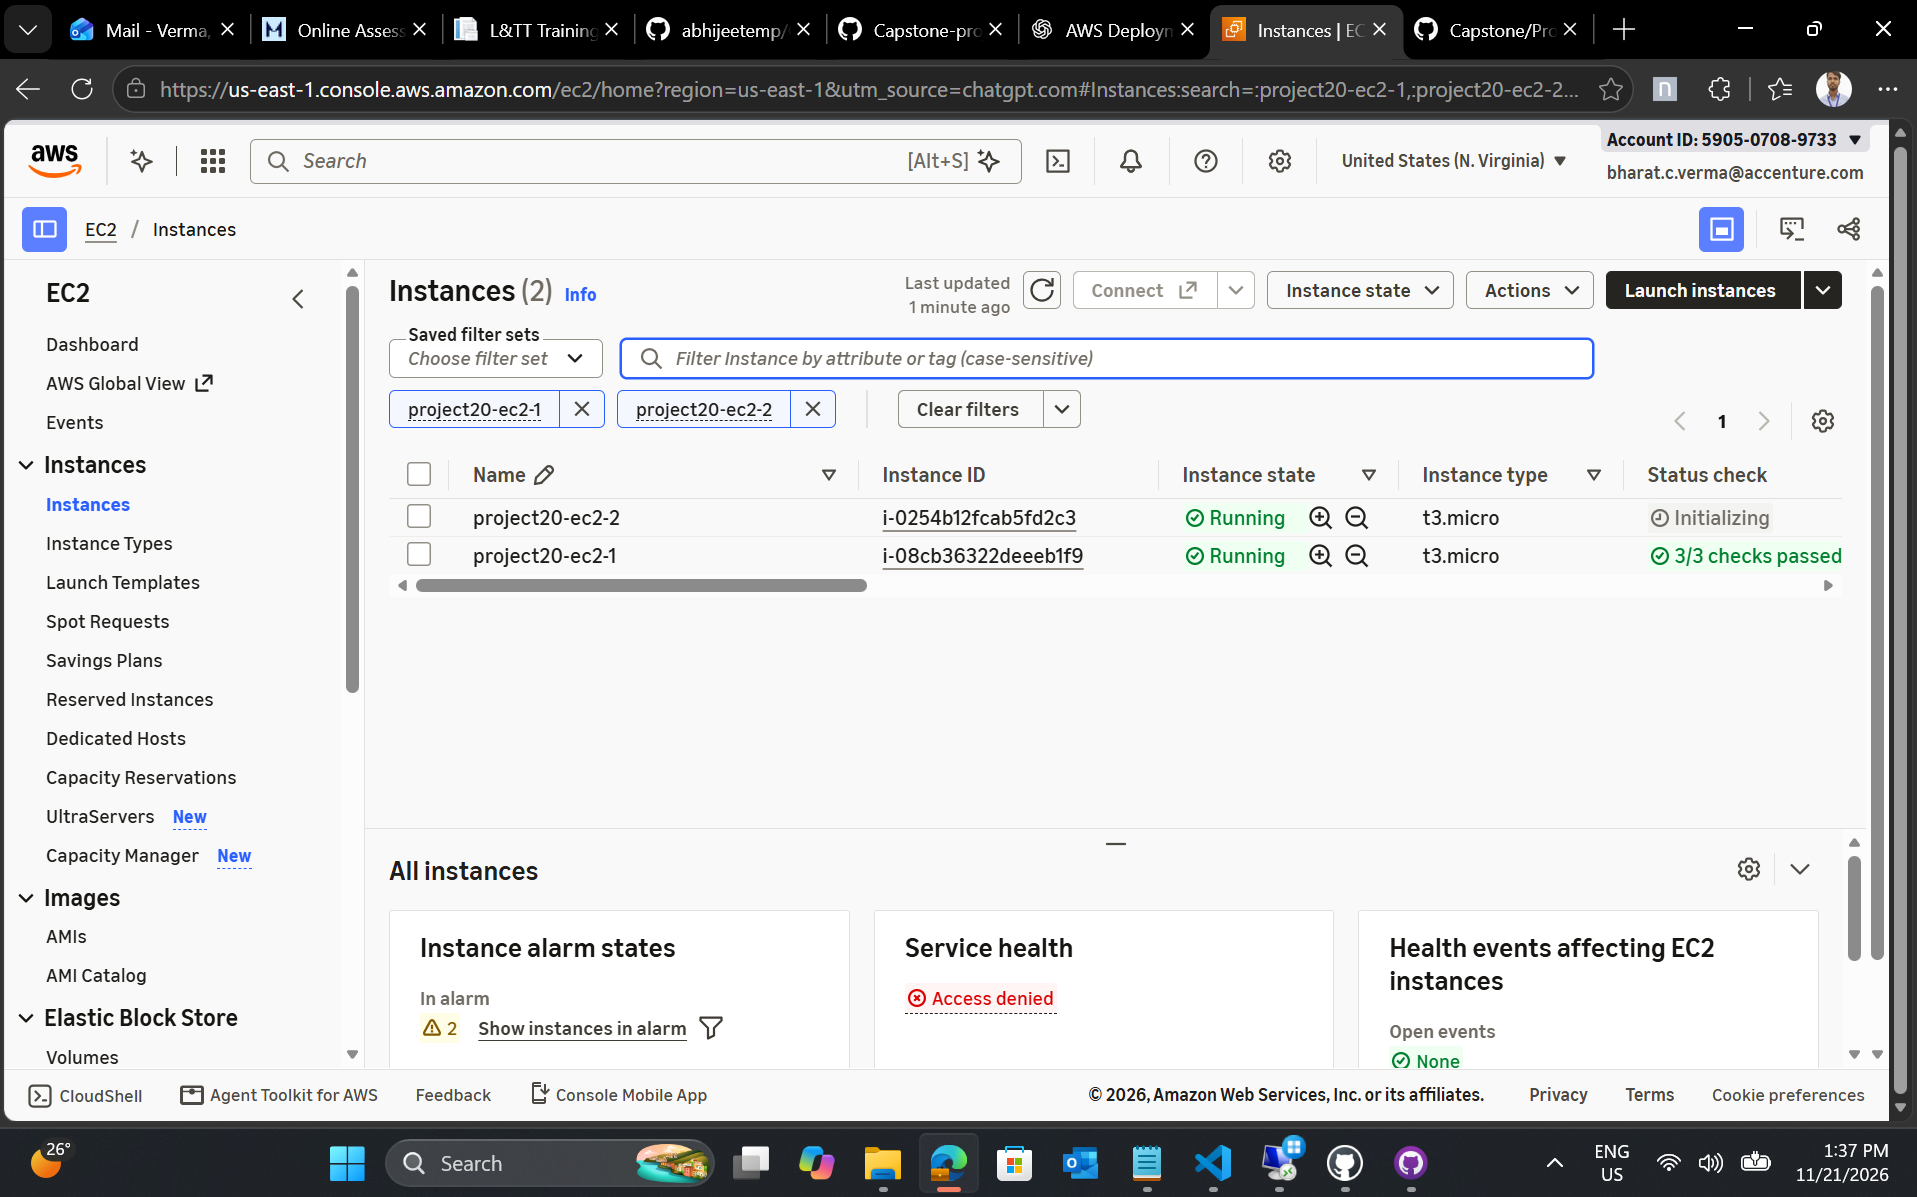 Mail - Verma,
Online Assess
L&TT Training
abhijeetemp/
Capstone-pro
AWS Deploym
Instances | EC
Capstone/Pro
https://us-east-1.console.aws.amazon.com/ec2/home?region=us-east-1&utm_source=chatgpt.com#Instances:search=:project20-ec2-1,:project20-ec2-2...
aws
Search
[Alt+S]
United States (N. Virginia)
Account ID: 5905-0708-9733
bharat.c.verma@accenture.com
EC2 / Instances
EC2
Dashboard
AWS Global View
Events
Instances
Instances
Instance Types
Launch Templates
Spot Requests
Savings Plans
Reserved Instances
Dedicated Hosts
Capacity Reservations
UltraServers New
Capacity Manager New
Images
AMIs
AMI Catalog
Elastic Block Store
Volumes
Instances (2) Info
Last updated
1 minute ago
Connect
Instance state
Actions
Launch instances
Saved filter sets
Choose filter set
Filter Instance by attribute or tag (case-sensitive)
project20-ec2-1
project20-ec2-2
Clear filters
1
Name Instance ID Instance state Instance type Status check
project20-ec2-2 i-0254b12fcab5fd2c3 Running t3.micro Initializing
project20-ec2-1 i-08cb36322deeeb1f9 Running t3.micro 3/3 checks passed
All instances
Instance alarm states
In alarm
2 Show instances in alarm
Service health
Access denied
Health events affecting EC2
instances
Open events
None
CloudShell
Agent Toolkit for AWS
Feedback
Console Mobile App
© 2026, Amazon Web Services, Inc. or its affiliates.
Privacy
Terms
Cookie preferences
26°
Search
ENG
US
1:37 PM
11/21/2026